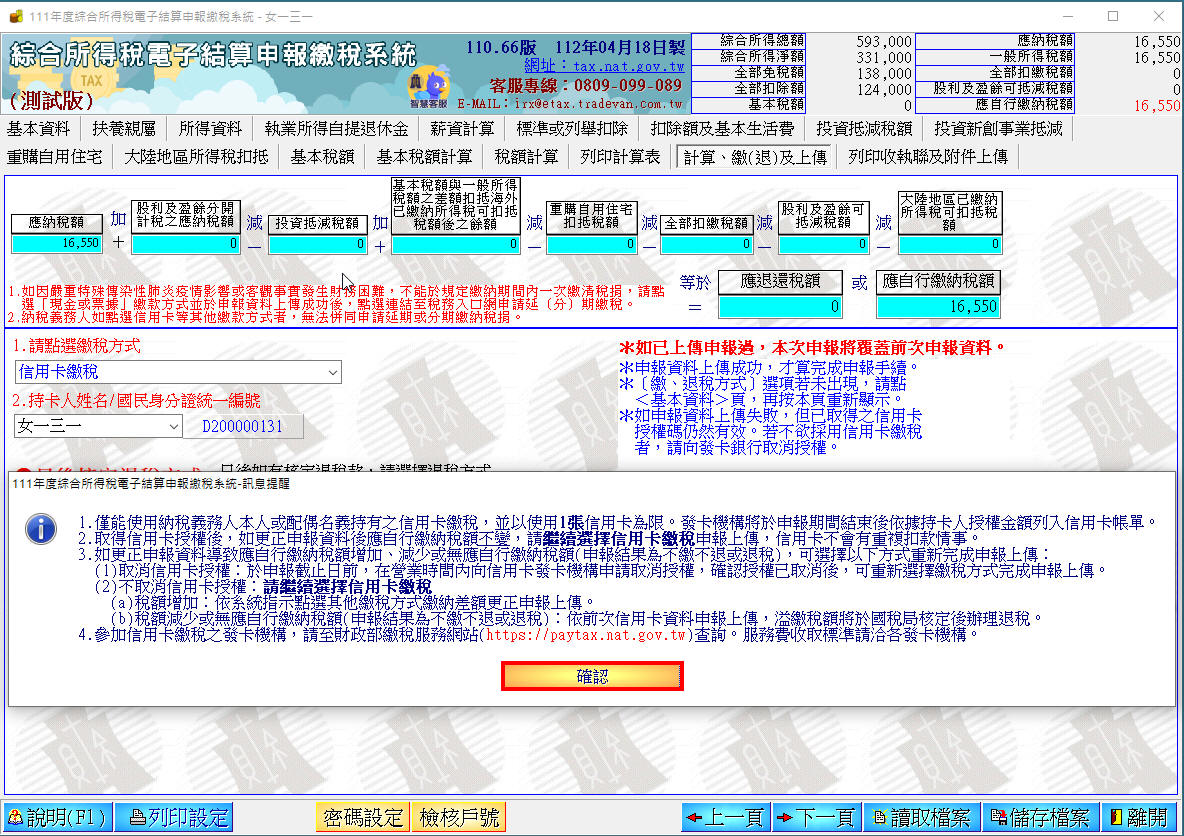 111年度綜合所得稅電子結算申報繳稅系統 - 女一三一
綜合所得稅電子結算申報繳稅系統
TAX
(測試版)
智慧客服
110.66版 112年04月18日製
網址：tax.nat.gov.tw
客服專線：0809-099-089
E-MAIL：irx@etax.tradevan.com.tw
綜合所得總額 593,000 應納稅額 16,550
綜合所得淨額 331,000 一般所得稅額 16,550
全部免稅額 138,000 全部扣繳稅額 0
全部扣除額 124,000 股利及盈餘可抵減稅額 0
基本稅額 0 應自行繳納稅額 16,550
基本資料 扶養親屬 所得資料 執業所得自提退休金 薪資計算 標準或列舉扣除 扣除額及基本生活費 投資抵減稅額 投資新創事業抵減
重購自用住宅 大陸地區所得稅扣抵 基本稅額 基本稅額計算 稅額計算 列印計算表 計算、繳(退)及上傳 列印收執聯及附件上傳
應納稅額
16,550
加
＋
股利及盈餘分開
計稅之應納稅額
0
減
－
投資抵減稅額
0
加
＋
基本稅額與一般所得
稅額之差額扣抵海外
已繳納所得稅可扣抵
稅額後之餘額
0
減
－
重購自用住宅
扣抵稅額
0
減
－
全部扣繳稅額
0
減
－
股利及盈餘可
抵減稅額
0
減
－
大陸地區已繳納
所得稅可扣抵稅
額
0
等於
＝
應退還稅額
0
或
應自行繳納稅額
16,550
1.如因嚴重特殊傳染性肺炎疫情影響或客觀事實發生財務困難，不能於規定繳納期間內一次繳清稅捐，請點
選「現金或票據」繳款方式並於申報資料上傳成功後，點選連結至稅務入口網申請延（分）期繳稅。
2.納稅義務人如點選信用卡等其他繳款方式者，無法併同申請延期或分期繳納稅捐。
1.請點選繳稅方式
信用卡繳稅
2.持卡人姓名/國民身分證統一編號
女一三一 D200000131
＊如已上傳申報過，本次申報將覆蓋前次申報資料。
＊申報資料上傳成功，才算完成申報手續。
＊〔繳、退稅方式〕選項若未出現，請點
＜基本資料＞頁，再按本頁重新顯示。
＊如申報資料上傳失敗，但已取得之信用卡
授權碼仍然有效。若不欲採用信用卡繳稅
者，請向發卡銀行取消授權。
111年度綜合所得稅電子結算申報繳稅系統-訊息提醒
1.僅能使用納稅義務人本人或配偶名義持有之信用卡繳稅，並以使用1張信用卡為限。發卡機構將於申報期間結束後依據持卡人授權金額列入信用卡帳單。
2.取得信用卡授權後，如更正申報資料後應自行繳納稅額不變，請繼續選擇信用卡繳稅申報上傳，信用卡不會有重複扣款情事。
3.如更正申報資料導致應自行繳納稅額增加、減少或無應自行繳納稅額(申報結果為不繳不退或退稅)，可選擇以下方式重新完成申報上傳：
(1)取消信用卡授權：於申報截止日前，在營業時間內向信用卡發卡機構申請取消授權，確認授權已取消後，可重新選擇繳稅方式完成申報上傳。
(2)不取消信用卡授權：請繼續選擇信用卡繳稅
(a)稅額增加：依系統指示點選其他繳稅方式繳納差額更正申報上傳。
(b)稅額減少或無應自行繳納稅額(申報結果為不繳不退或退稅)：依前次信用卡資料申報上傳，溢繳稅額將於國稅局核定後辦理退稅。
4.參加信用卡繳稅之發卡機構，請至財政部繳稅服務網站(https://paytax.nat.gov.tw)查詢。服務費收取標準請洽各發卡機構。
確認
說明(F1) 列印設定 密碼設定 檢核戶號 上一頁 下一頁 讀取檔案 儲存檔案 離開